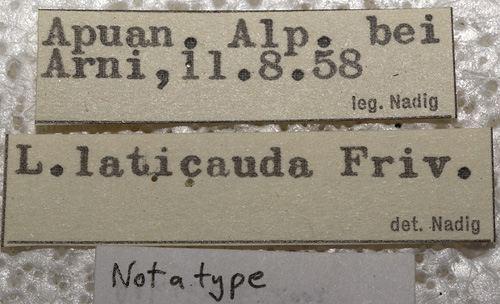 Apuan. Alp. bei
Arni,11.8.58
leg. Nadig
L.laticauda Friv.
det. Nadig
Not a type